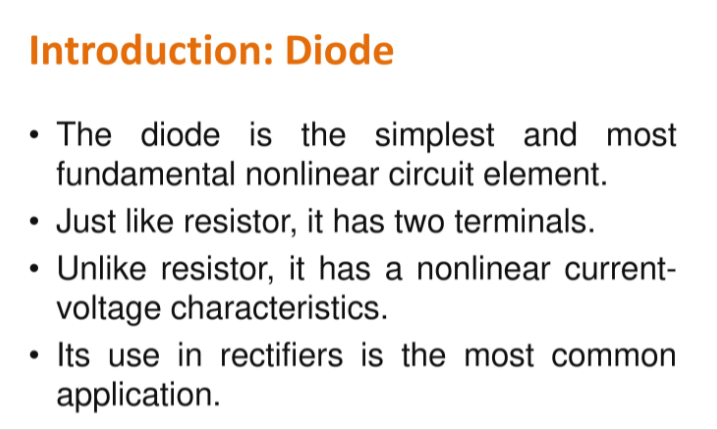 Introduction: Diode
• The diode is the simplest and most
fundamental nonlinear circuit element.
• Just like resistor, it has two terminals.
• Unlike resistor, it has a nonlinear current-
voltage characteristics.
• Its use in rectifiers is the most common
application.